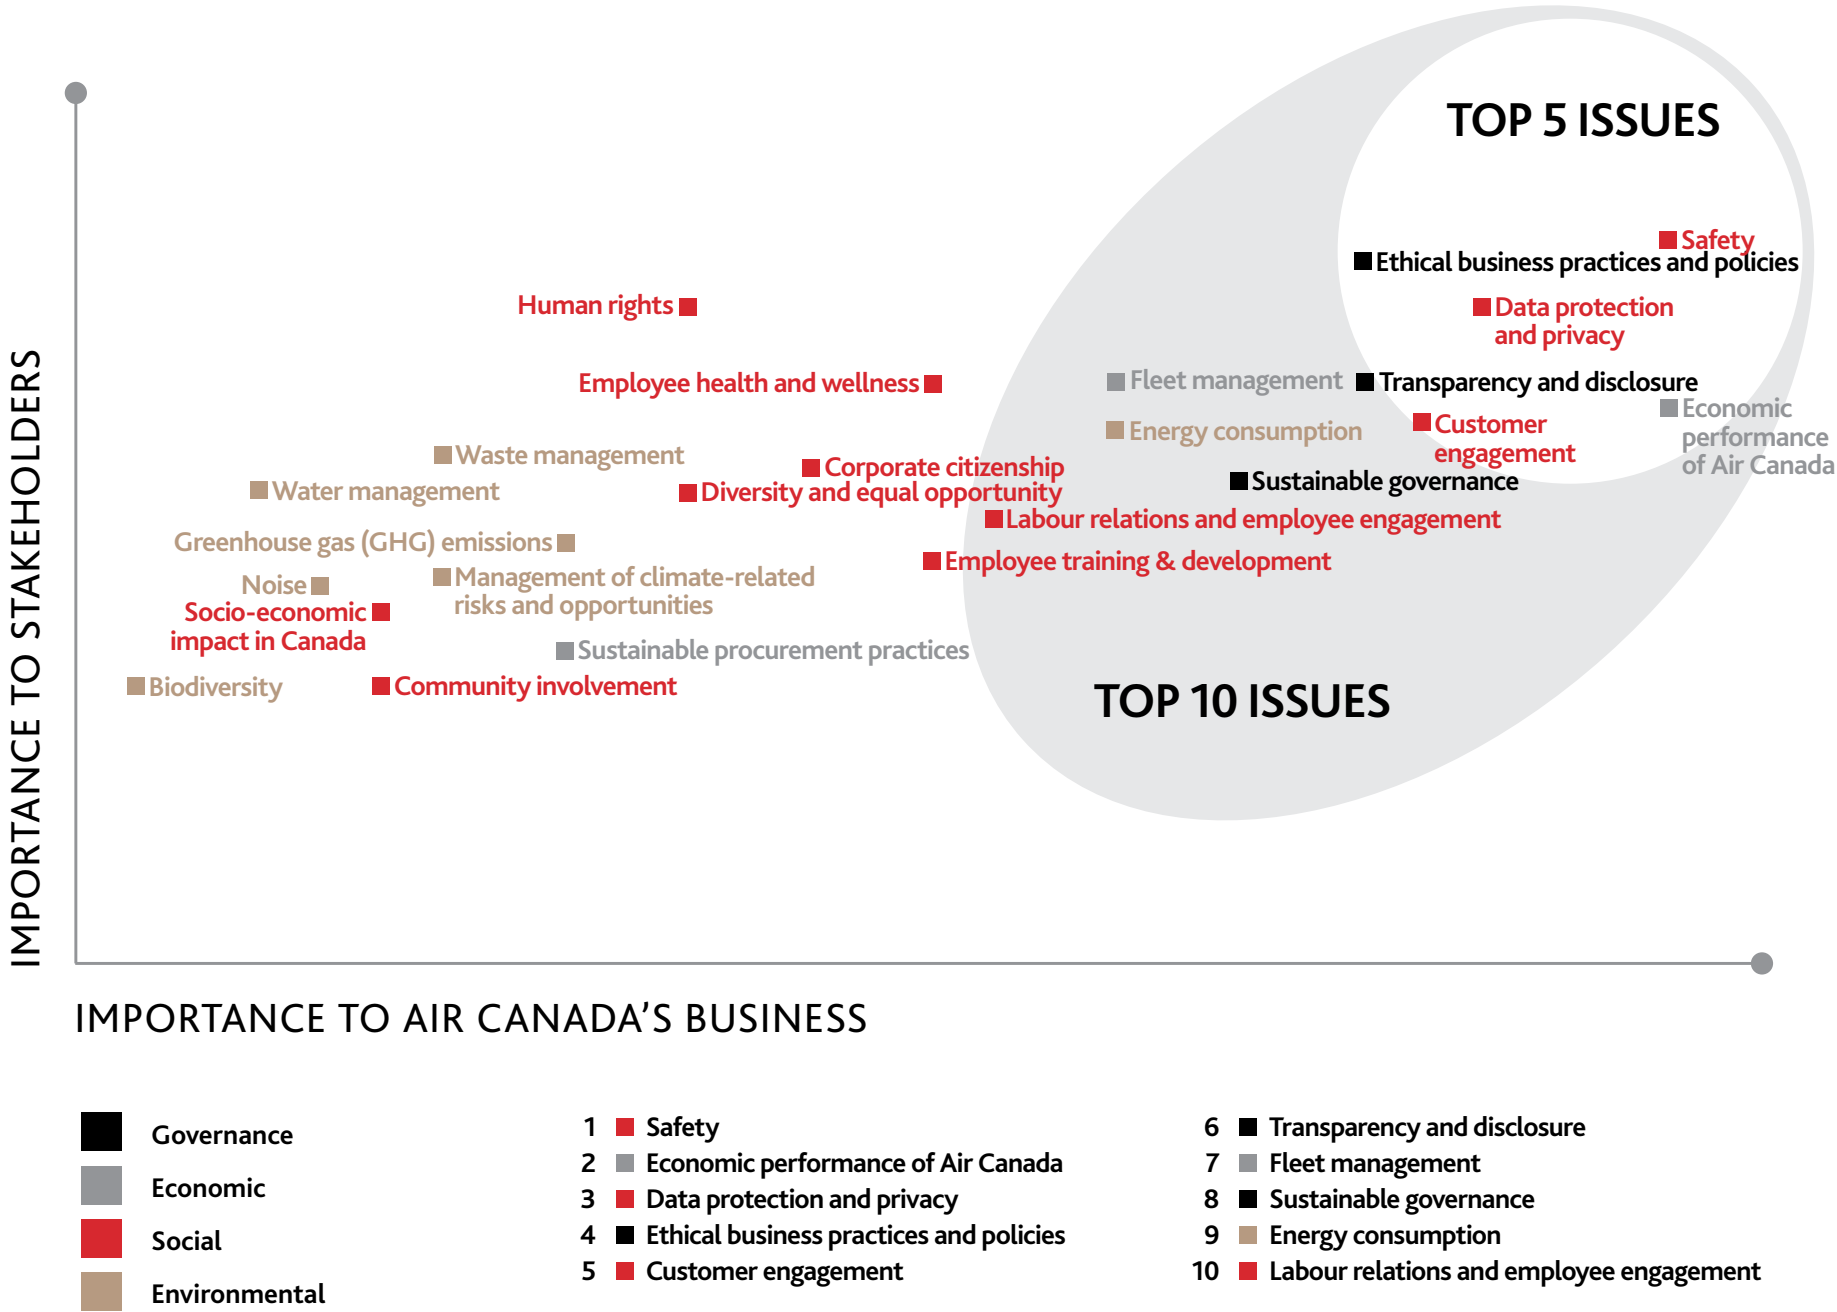 TOP 5 ISSUES
Safety
Ethical business practices and policies
Human rights
Data protection
and privacy
Employee health and wellness
Fleet management
Transparency and disclosure
Economic
performance
of Air Canada
Customer
engagement
Energy consumption
Waste management
Corporate citizenship
Sustainable governance
Water management
Diversity and equal opportunity
Labour relations and employee engagement
Greenhouse gas (GHG) emissions
Employee training & development
Noise
Management of climate-related
risks and opportunities
Socio-economic
impact in Canada
Sustainable procurement practices
Biodiversity
Community involvement
TOP 10 ISSUES
IMPORTANCE TO STAKEHOLDERS
IMPORTANCE TO AIR CANADA’S BUSINESS
Governance
Economic
Social
Environmental
1 Safety
2 Economic performance of Air Canada
3 Data protection and privacy
4 Ethical business practices and policies
5 Customer engagement
6 Transparency and disclosure
7 Fleet management
8 Sustainable governance
9 Energy consumption
10 Labour relations and employee engagement